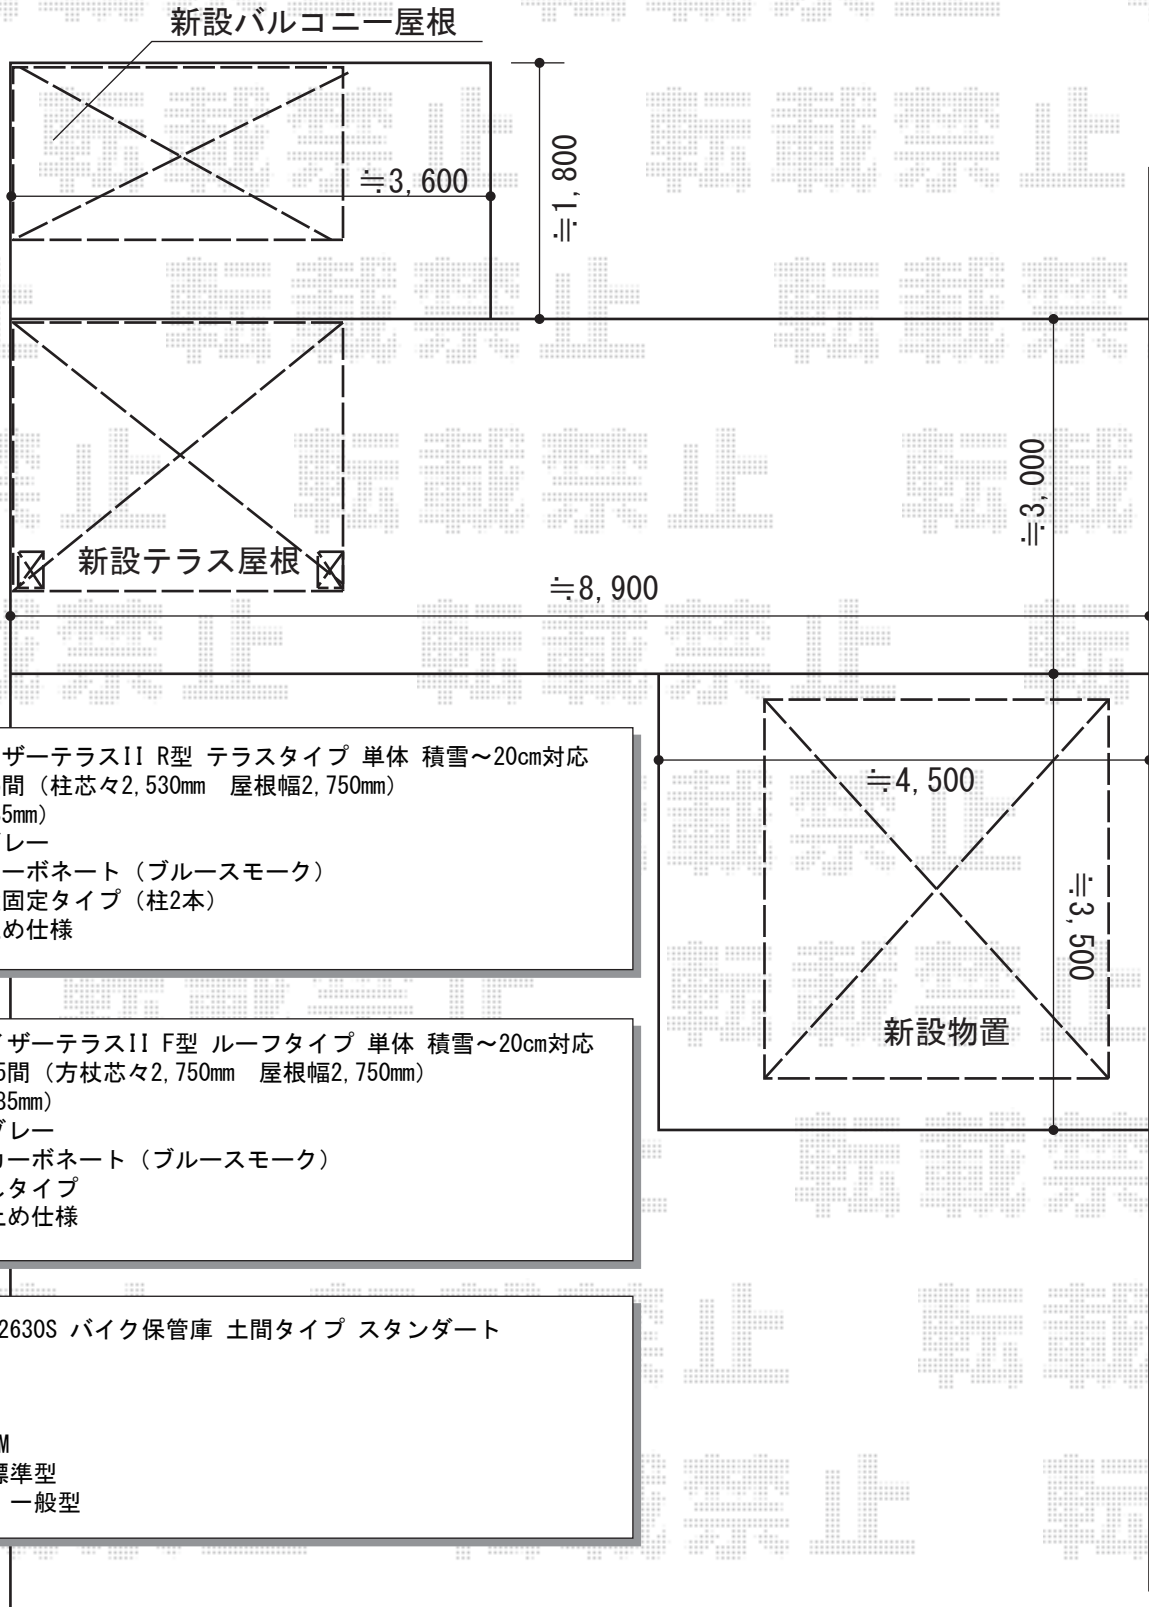 新設バルコニー屋根
≒3,600
≒1,800
新設テラス屋根
≒3,000
≒8,900
ザーテラスII R型 テラスタイプ 単体 積雪～20cm対応
間（柱芯々2,530mm 屋根幅2,750mm）
5mm）
グレー
ーボネート（ブルースモーク）
固定タイプ（柱2本）
め仕様
≒4,500
≒3,500
新設物置
ザーテラスII F型 ルーフタイプ 単体 積雪～20cm対応
5間（方杖芯々2,750mm 屋根幅2,750mm）
35mm）
グレー
カーボネート（ブルースモーク）
ルタイプ
止め仕様
2630S バイク保管庫 土間タイプ スタンダート
M
標準型
一般型
転載禁止